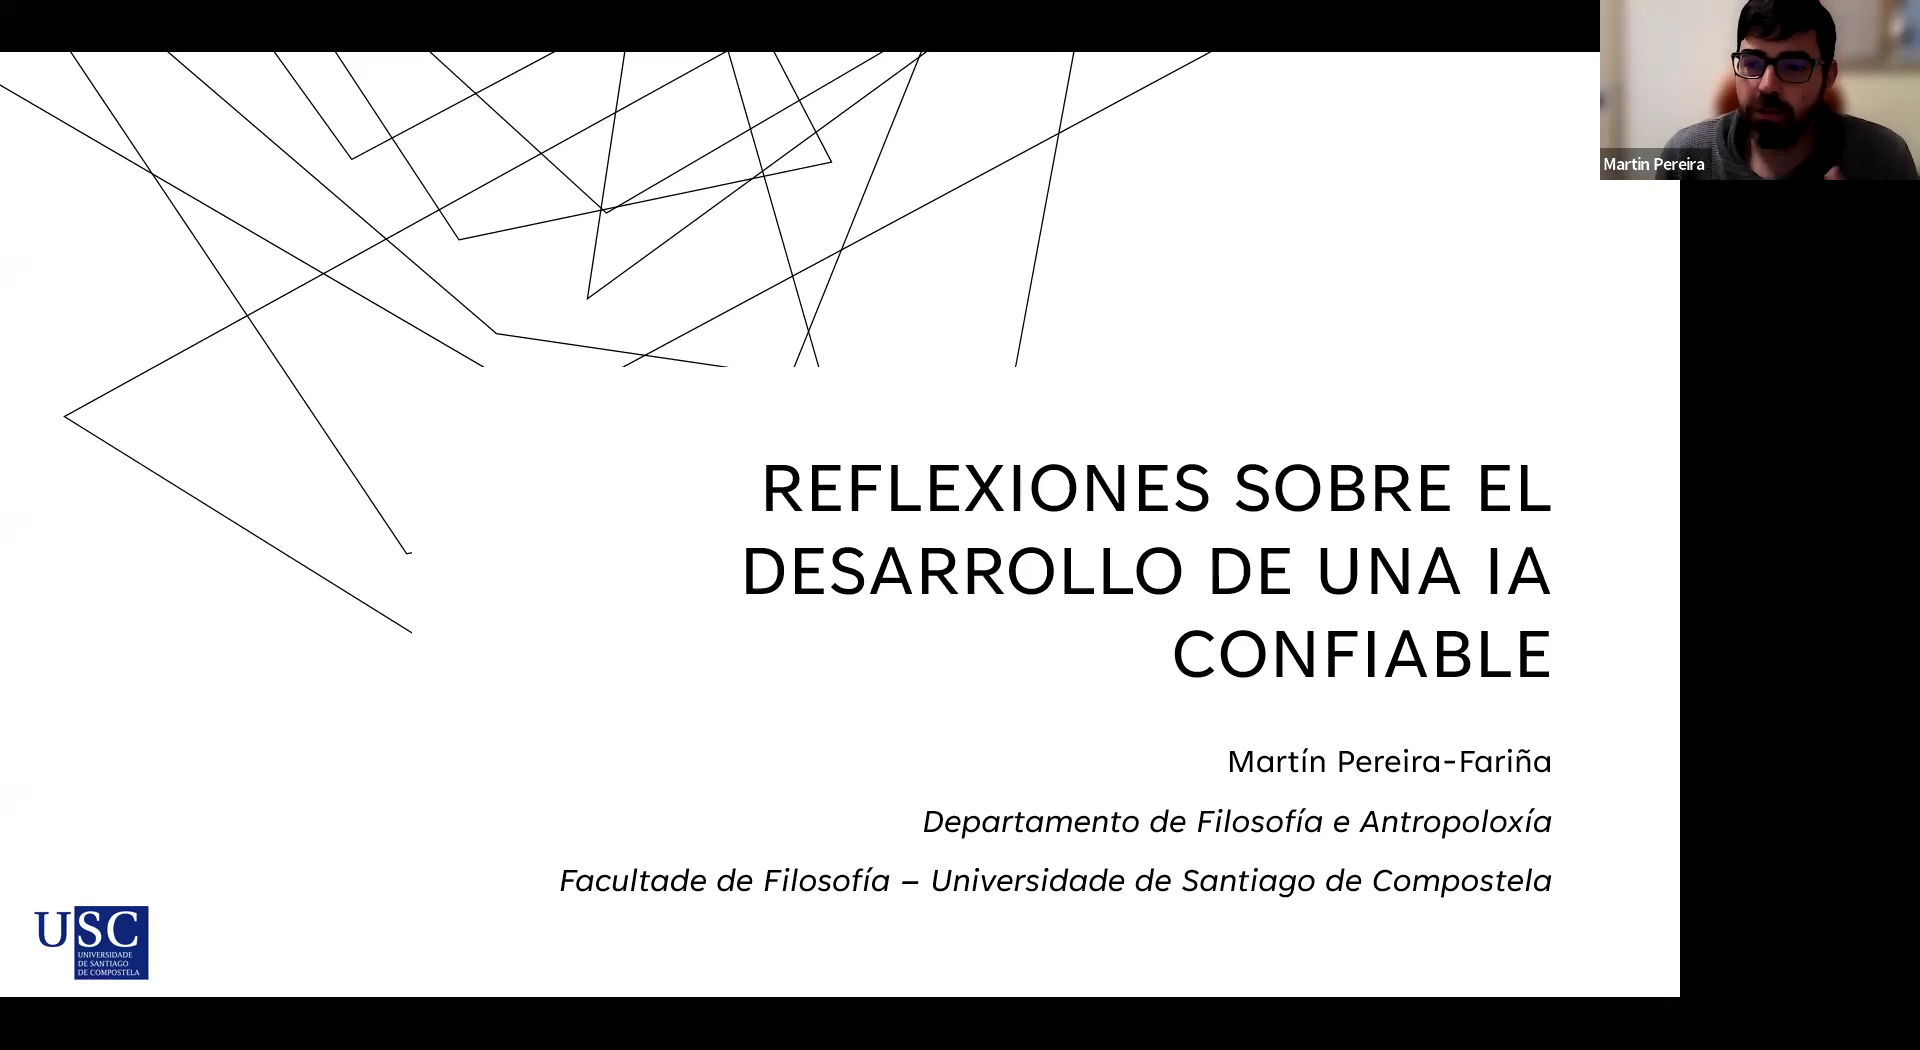 Martin Pereira
REFLEXIONES SOBRE EL
DESARROLLO DE UNA IA
CONFIABLE
Martín Pereira-Fariña
Departamento de Filosofía e Antropoloxía
Facultade de Filosofía – Universidade de Santiago de Compostela
USC
UNIVERSIDADE
DE SANTIAGO
DE COMPOSTELA